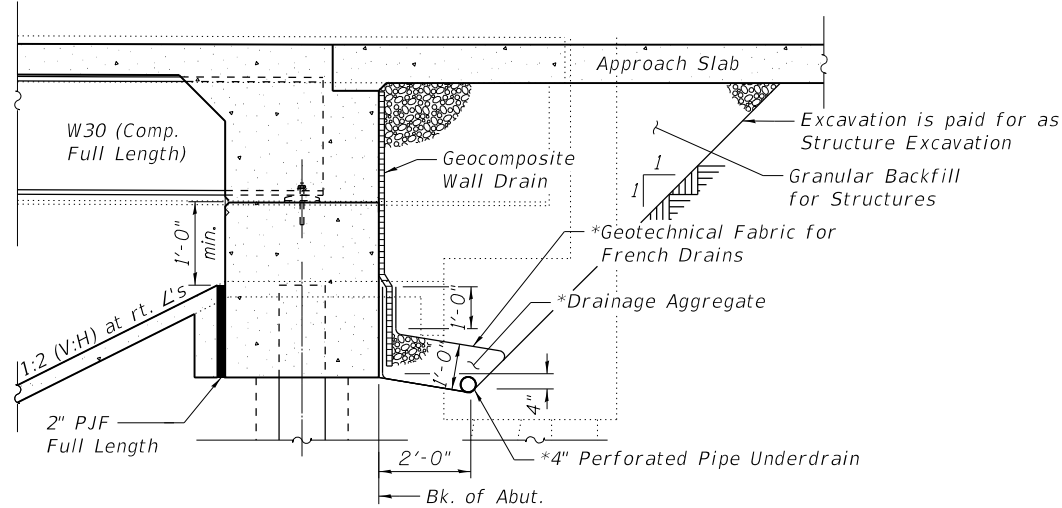 Approach Slab
W30 (Comp.
Full Length)
Geocomposite
Wall Drain
Excavation is paid for as
Structure Excavation
1
1
Granular Backfill
for Structures
1'-0"
min.
*Geotechnical Fabric for
French Drains
*Drainage Aggregate
1'-0"
1'-0"
1:2 (V:H) at rt. ∠'s
4"
2" PJF
Full Length
2'-0"
*4" Perforated Pipe Underdrain
Bk. of Abut.